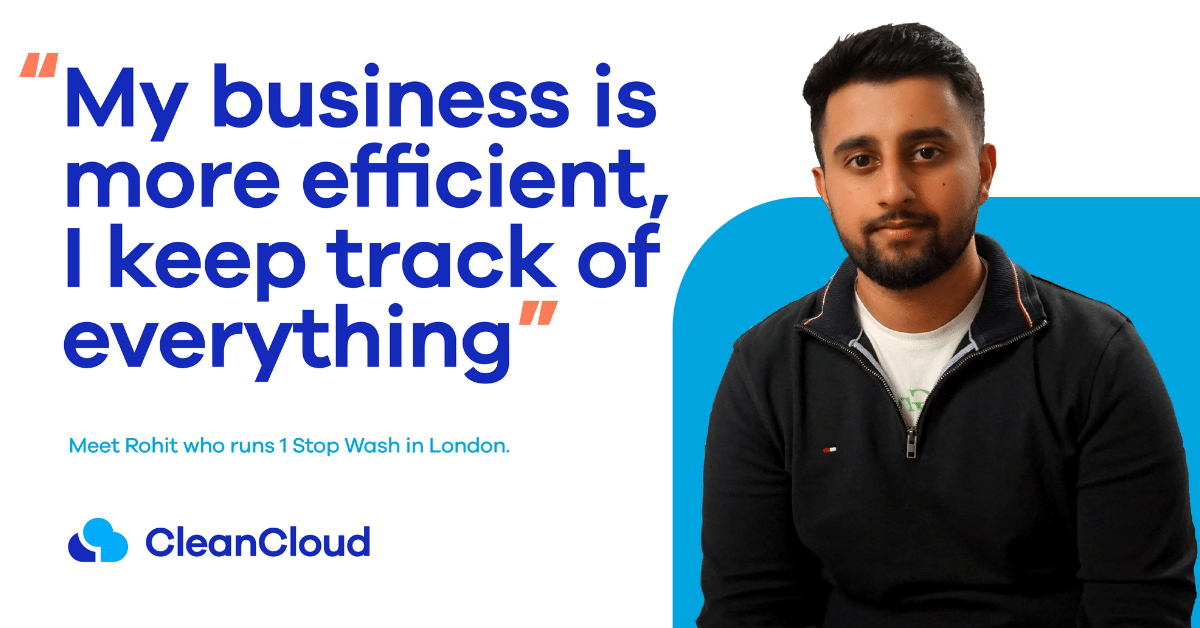 “My business is
more efficient,
I keep track of
everything”
Meet Rohit who runs 1 Stop Wash in London.
CleanCloud